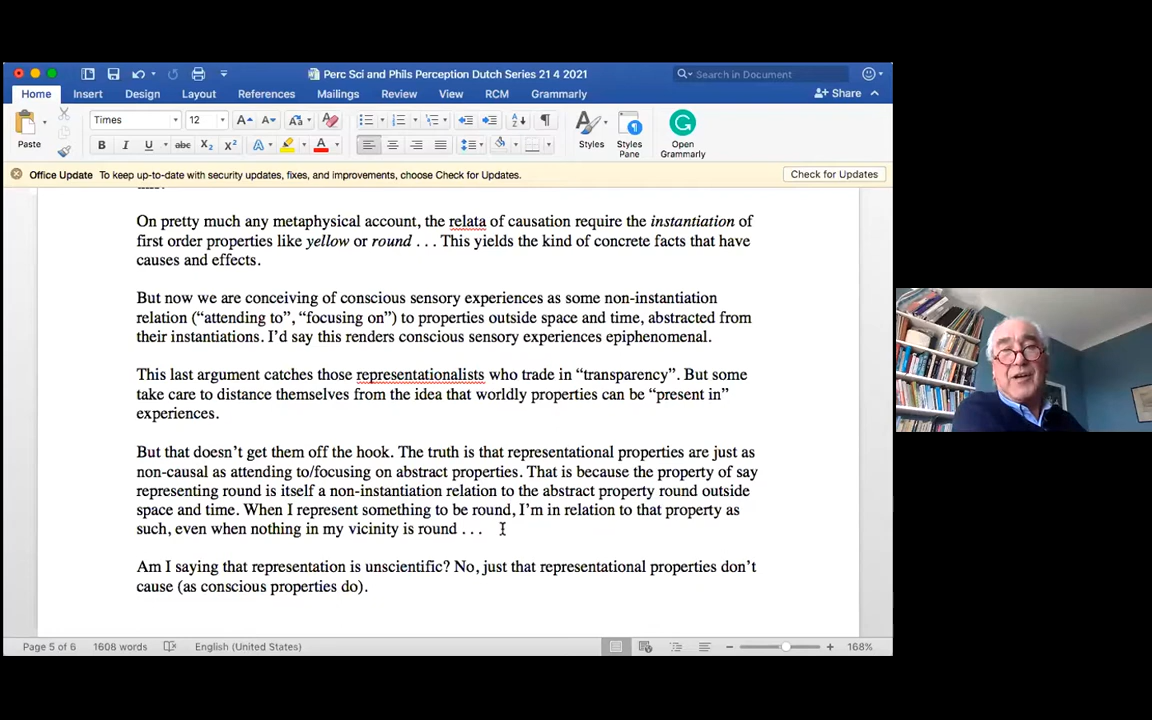 Perc Sci and Phils Perception Dutch Series 21 4 2021
Search in Document
Home Insert Design Layout References Mailings Review View RCM Grammarly
Share
Paste
Times 12
Styles
Styles Pane
Open Grammarly
Office Update To keep up-to-date with security updates, fixes, and improvements, choose Check for Updates.
Check for Updates
On pretty much any metaphysical account, the relata of causation require the instantiation of
first order properties like yellow or round . . . This yields the kind of concrete facts that have
causes and effects.
But now we are conceiving of conscious sensory experiences as some non-instantiation
relation (“attending to”, “focusing on”) to properties outside space and time, abstracted from
their instantiations. I’d say this renders conscious sensory experiences epiphenomenal.
This last argument catches those representationalists who trade in “transparency”. But some
take care to distance themselves from the idea that worldly properties can be “present in”
experiences.
But that doesn’t get them off the hook. The truth is that representational properties are just as
non-causal as attending to/focusing on abstract properties. That is because the property of say
representing round is itself a non-instantiation relation to the abstract property round outside
space and time. When I represent something to be round, I’m in relation to that property as
such, even when nothing in my vicinity is round . . .
Am I saying that representation is unscientific? No, just that representational properties don’t
cause (as conscious properties do).
Page 5 of 6 1608 words English (United States) 168%